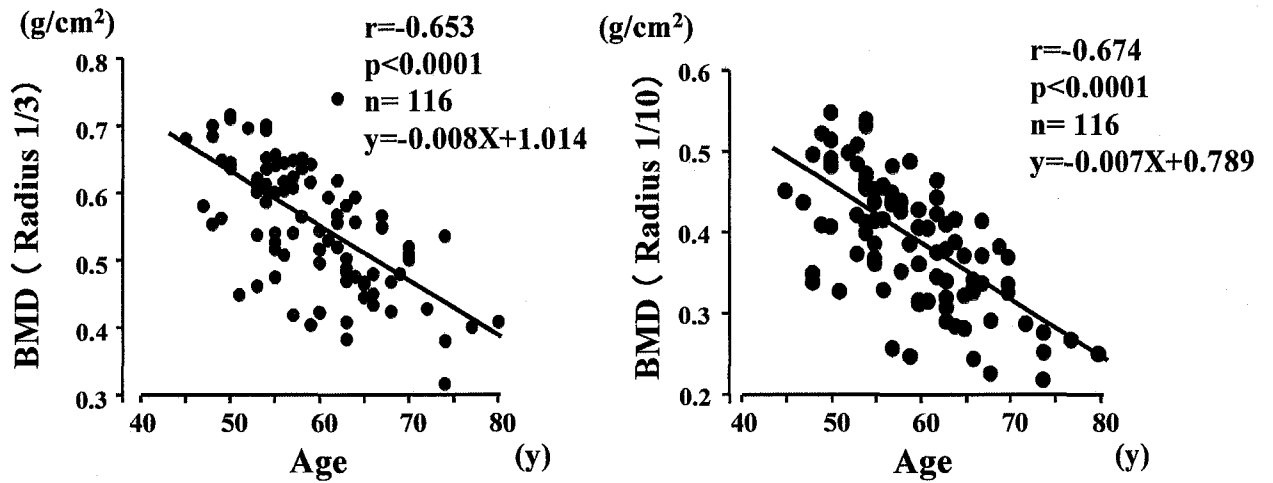 (g/cm2)
r=-0.653
p<0.0001
n= 116
y=-0.008X+1.014
BMD ( Radius 1/3)
0.8
0.7
0.6
0.5
0.4
0.3
40 50 60 70 80
Age (y)
(g/cm2)
r=-0.674
p<0.0001
n= 116
y=-0.007X+0.789
BMD ( Radius 1/10)
0.6
0.5
0.4
0.3
0.2
40 50 60 70 80
Age (y)